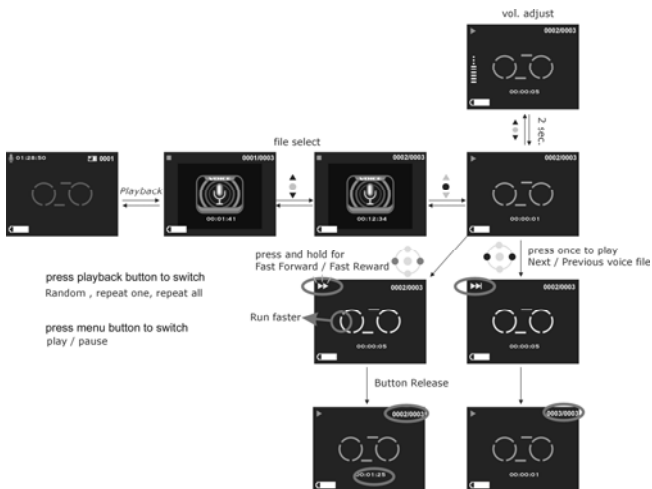 vol. adjust
0002/0003
00:00:05
2 sec.
file select
01:28:50
0001
Playback
0001/0003
VOICE
00:01:41
0002/0003
VOICE
00:12:34
0002/0003
00:00:01
press and hold for
Fast Forward / Fast Reward
press once to play
Next / Previous voice file
press playback button to switch
Random , repeat one, repeat all
press menu button to switch
play / pause
0002/0003
Run faster
00:00:05
0002/0003
00:00:05
Button Release
0002/0003
00:01:25
0003/0003
00:00:01